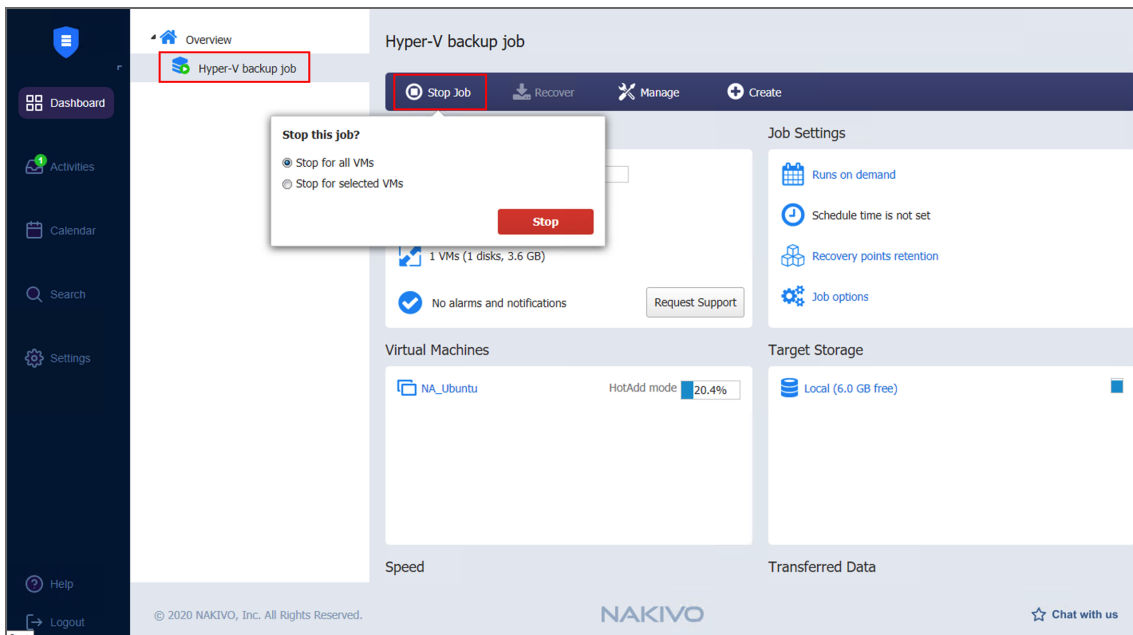 Overview
Hyper-V backup job
Dashboard
1
Activities
Calendar
Search
Settings
Help
Logout
Hyper-V backup job
Stop Job
Recover
Manage
Create
Stop this job?
Stop for all VMs
Stop for selected VMs
Stop
1 VMs (1 disks, 3.6 GB)
No alarms and notifications
Request Support
Job Settings
Runs on demand
Schedule time is not set
Recovery points retention
Job options
Virtual Machines
NA_Ubuntu
HotAdd mode
20.4%
Target Storage
Local (6.0 GB free)
Speed
Transferred Data
© 2020 NAKIVO, Inc. All Rights Reserved.
NAKIVO
Chat with us